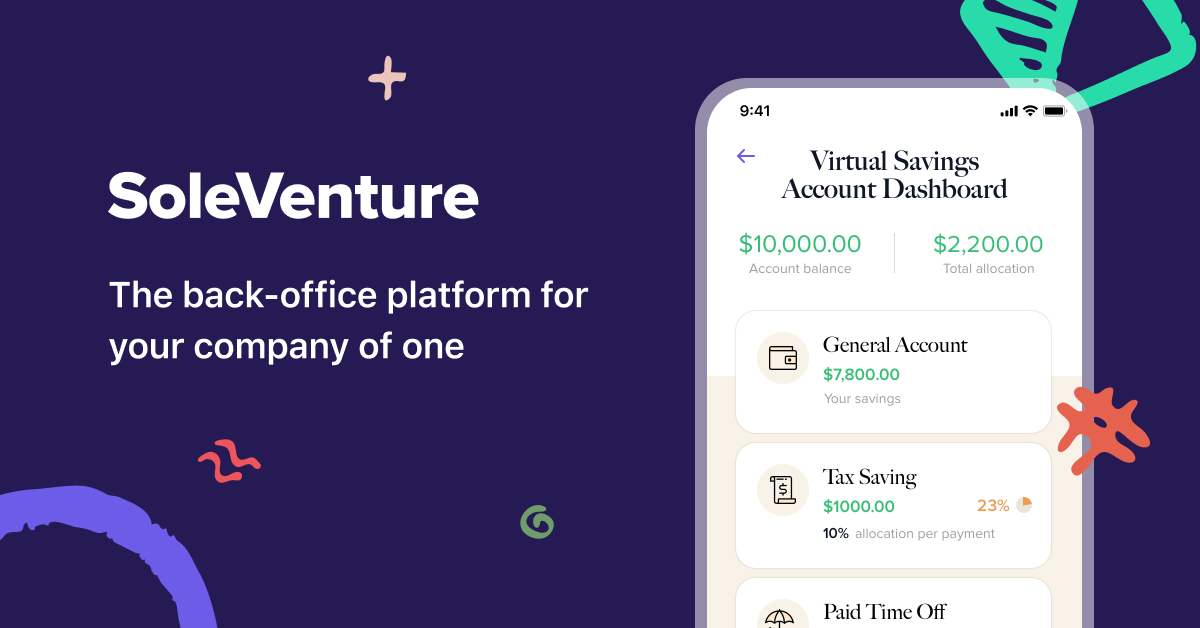 SoleVenture
The back-office platform for
your company of one
9:41
Virtual Savings
Account Dashboard
$10,000.00
Account balance
$2,200.00
Total allocation
General Account
$7,800.00
Your savings
Tax Saving
$1000.00
23%
10% allocation per payment
Paid Time Off